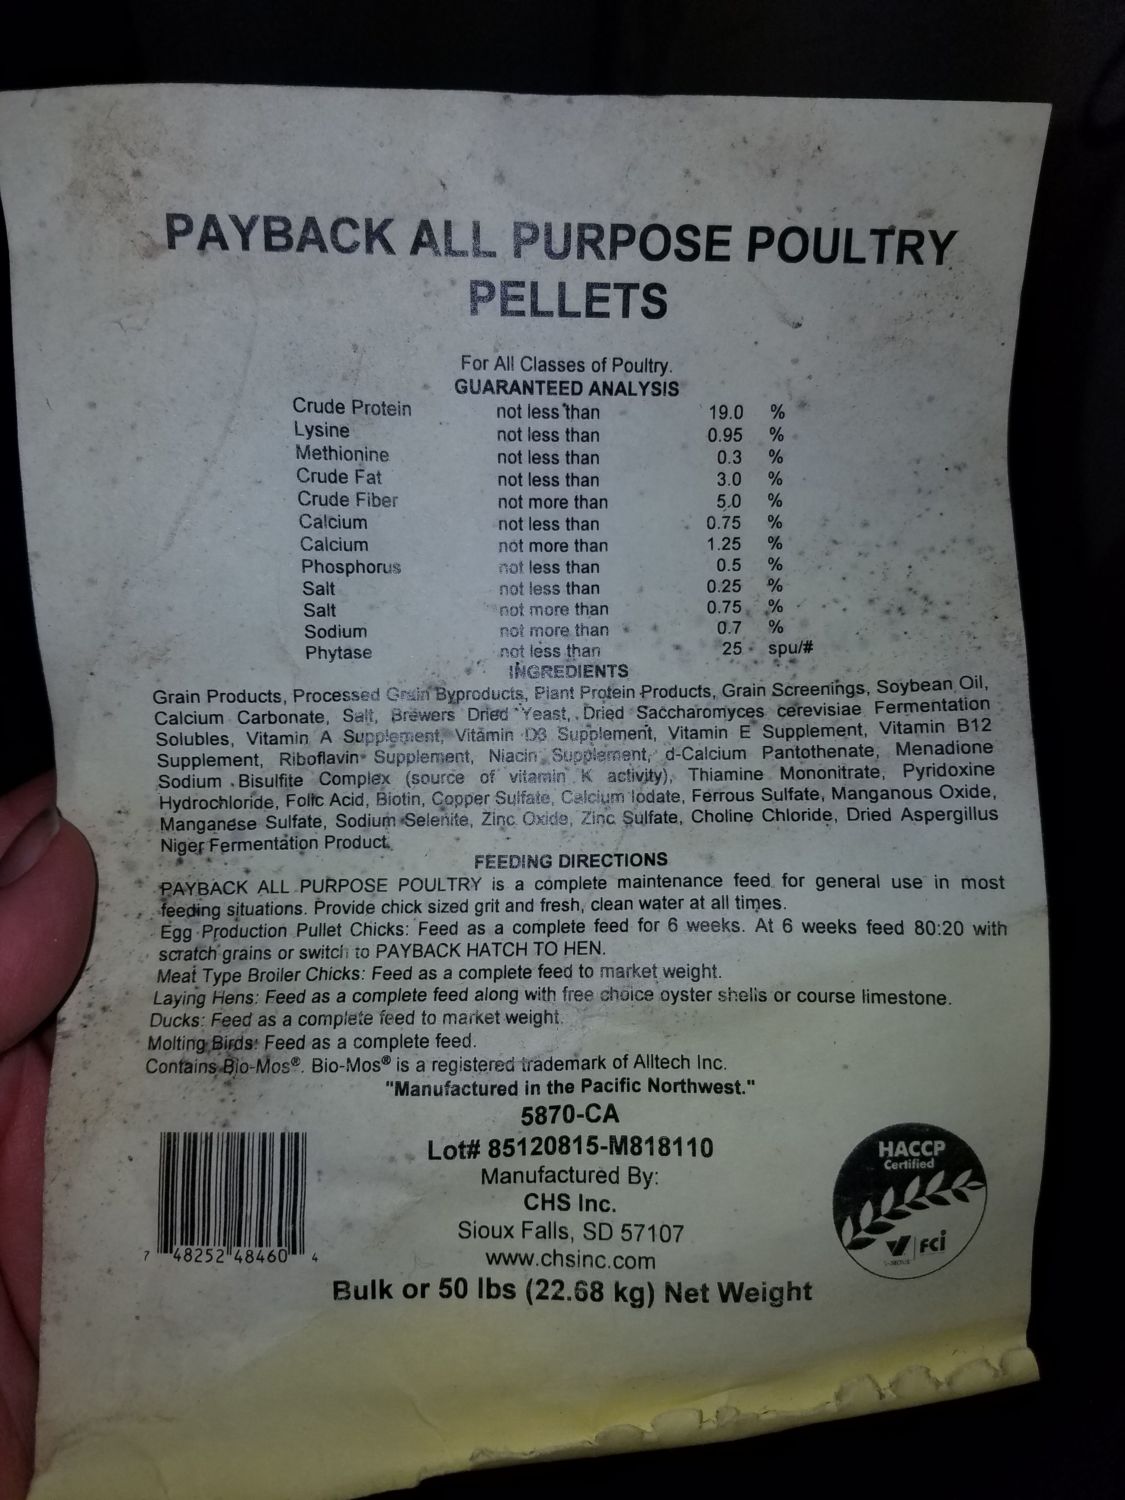 PAYBACK ALL PURPOSE POULTRY
PELLETS
For All Classes of Poultry.
GUARANTEED ANALYSIS
Crude Protein not less than 19.0 %
Lysine not less than 0.95 %
Methionine not less than 0.3 %
Crude Fat not less than 3.0 %
Crude Fiber not more than 5.0 %
Calcium not less than 0.75 %
Calcium not more than 1.25 %
Phosphorus not less than 0.5 %
Salt not less than 0.25 %
Salt not more than 0.75 %
Sodium not more than 0.7 %
Phytase not less than 25 spu/#
INGREDIENTS
Grain Products, Processed Grain Byproducts, Plant Protein Products, Grain Screenings, Soybean Oil,
Calcium Carbonate, Salt, Brewers Dried Yeast, Dried Saccharomyces cerevisiae Fermentation
Solubles, Vitamin A Supplement, Vitamin D3 Supplement, Vitamin E Supplement, Vitamin B12
Supplement, Riboflavin Supplement, Niacin Supplement, d-Calcium Pantothenate, Menadione
Sodium Bisulfite Complex (source of vitamin K activity), Thiamine Mononitrate, Pyridoxine
Hydrochloride, Folic Acid, Biotin, Copper Sulfate, Calcium Iodate, Ferrous Sulfate, Manganous Oxide,
Manganese Sulfate, Sodium Selenite, Zinc Oxide, Zinc Sulfate, Choline Chloride, Dried Aspergillus
Niger Fermentation Product.
FEEDING DIRECTIONS
PAYBACK ALL PURPOSE POULTRY is a complete maintenance feed for general use in most
feeding situations. Provide chick sized grit and fresh, clean water at all times.
Egg Production Pullet Chicks: Feed as a complete feed for 6 weeks. At 6 weeks feed 80:20 with
scratch grains or switch to PAYBACK HATCH TO HEN.
Meat Type Broiler Chicks: Feed as a complete feed to market weight.
Laying Hens: Feed as a complete feed along with free choice oyster shells or course limestone.
Ducks: Feed as a complete feed to market weight.
Molting Birds: Feed as a complete feed.
Contains Bio-Mos®. Bio-Mos® is a registered trademark of Alltech Inc.
"Manufactured in the Pacific Northwest."
5870-CA
Lot# 85120815-M818110
Manufactured By:
CHS Inc.
Sioux Falls, SD 57107
www.chsinc.com
Bulk or 50 lbs (22.68 kg) Net Weight
7 48252 48460 4
HACCP
Certified
FCi